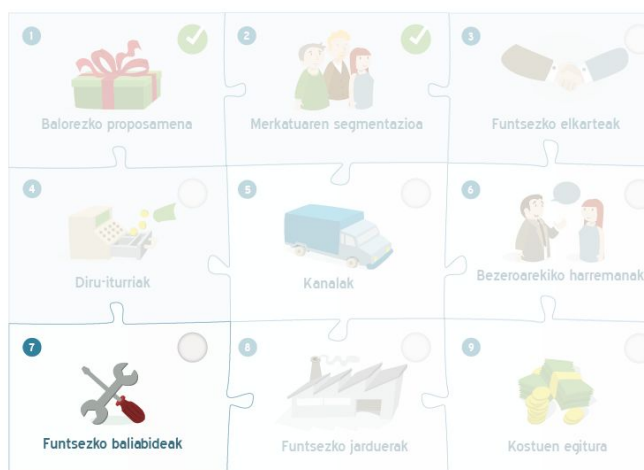 1
Balorezko proposamena
2
Merkatuaren segmentazioa
3
Funtsezko elkarteak
4
Diru-iturriak
5
Kanalak
6
Bezeroarekiko harremanak
7
Funtsezko baliabideak
8
Funtsezko jarduerak
9
Kostuen egitura